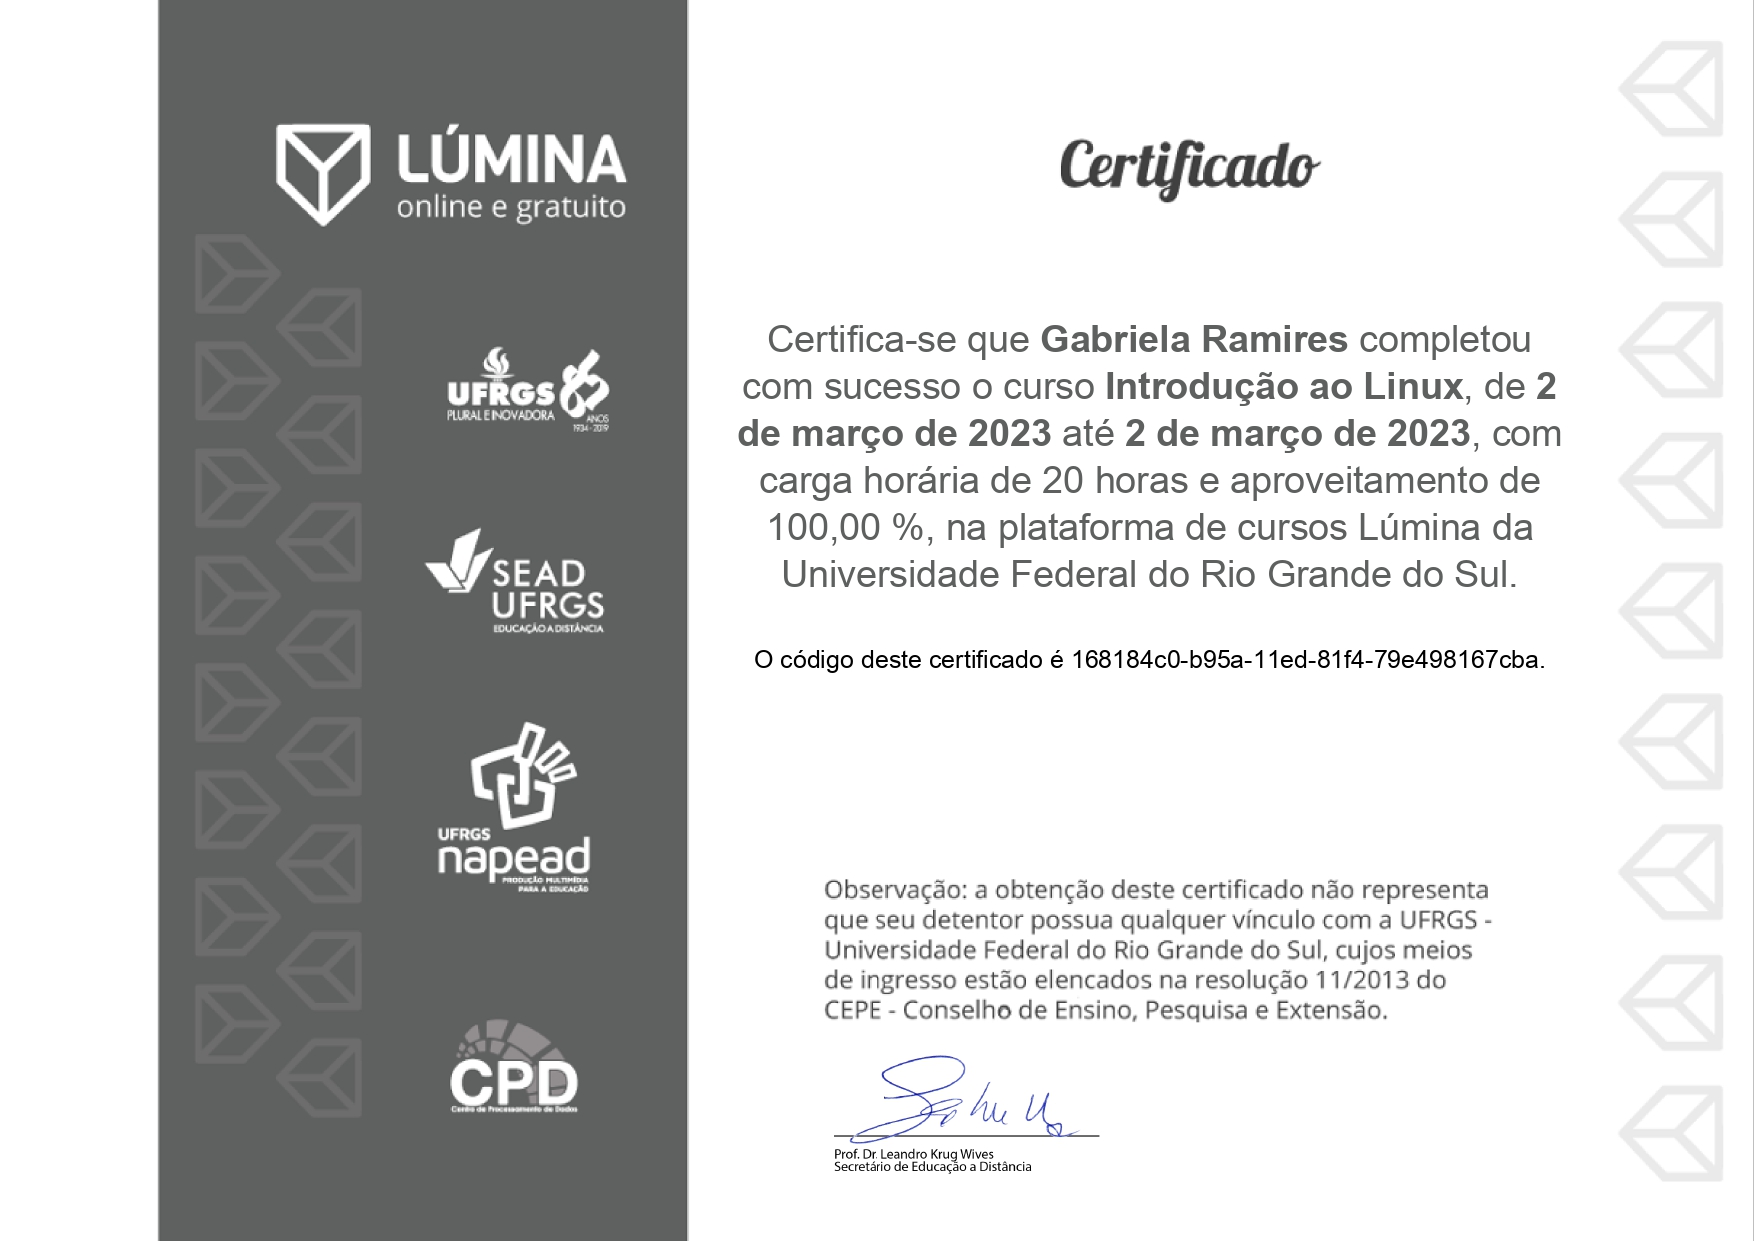 LÚMINA
online e gratuito
UFRGS
PLURAL E INOVADORA
85
ANOS
1934 - 2019
SEAD
UFRGS
EDUCAÇÃO A DISTÂNCIA
UFRGS
napead
PRODUÇÃO MULTIMÍDIA
PARA A EDUCAÇÃO
CPD
Centro de Processamento de Dados
Certificado
Certifica-se que Gabriela Ramires completou
com sucesso o curso Introdução ao Linux, de 2
de março de 2023 até 2 de março de 2023, com
carga horária de 20 horas e aproveitamento de
100,00 %, na plataforma de cursos Lúmina da
Universidade Federal do Rio Grande do Sul.
O código deste certificado é 168184c0-b95a-11ed-81f4-79e498167cba.
Observação: a obtenção deste certificado não representa
que seu detentor possua qualquer vínculo com a UFRGS -
Universidade Federal do Rio Grande do Sul, cujos meios
de ingresso estão elencados na resolução 11/2013 do
CEPE - Conselho de Ensino, Pesquisa e Extensão.
Prof. Dr. Leandro Krug Wives
Secretário de Educação a Distância